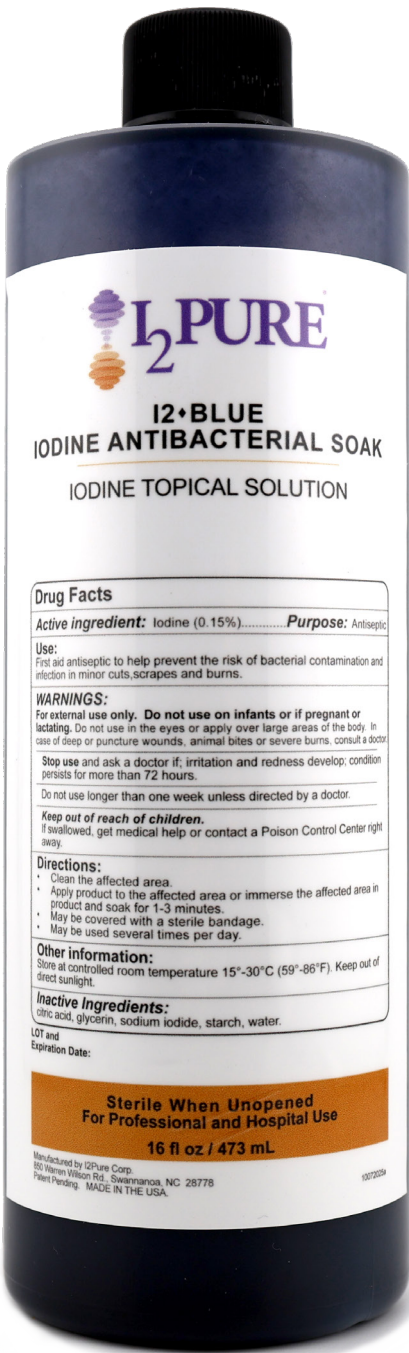 I2PURE
I2♦BLUE
IODINE ANTIBACTERIAL SOAK
IODINE TOPICAL SOLUTION
Drug Facts
Active ingredient: Iodine (0.15%)............Purpose: Antiseptic
Use:
First aid antiseptic to help prevent the risk of bacterial contamination and
infection in minor cuts,scrapes and burns.
WARNINGS:
For external use only. Do not use on infants or if pregnant or
lactating. Do not use in the eyes or apply over large areas of the body. In
case of deep or puncture wounds, animal bites or severe burns, consult a doctor.
Stop use and ask a doctor if; irritation and redness develop; condition
persists for more than 72 hours.
Do not use longer than one week unless directed by a doctor.
Keep out of reach of children.
If swallowed, get medical help or contact a Poison Control Center right
away.
Directions:
• Clean the affected area.
• Apply product to the affected area or immerse the affected area in
product and soak for 1-3 minutes.
• May be covered with a sterile bandage.
• May be used several times per day.
Other information:
Store at controlled room temperature 15°-30°C (59°-86°F). Keep out of
direct sunlight.
Inactive Ingredients:
citric acid, glycerin, sodium iodide, starch, water.
LOT and
Expiration Date:
Sterile When Unopened
For Professional and Hospital Use
16 fl oz / 473 mL
Manufactured by I2Pure Corp.
850 Warren Wilson Rd., Swannanoa, NC 28778
Patent Pending. MADE IN THE USA.